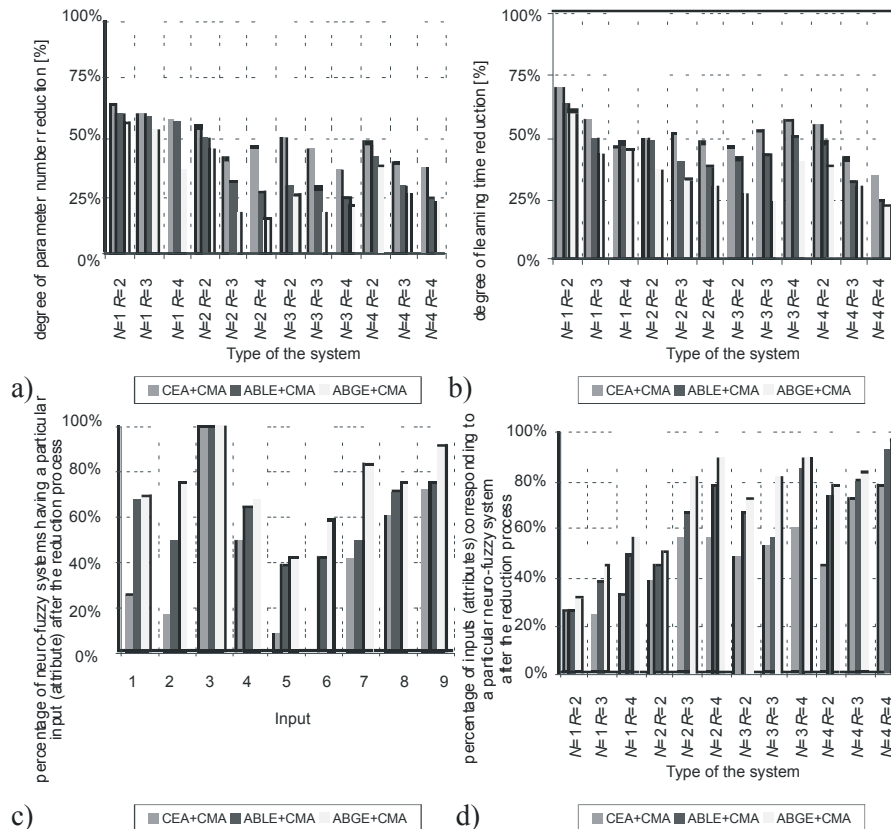 degree of parameter number reduction [%]
100%
75%
50%
25%
0%
N=1 R=2
N=1 R=3
N=1 R=4
N=2 R=2
N=2 R=3
N=2 R=4
N=3 R=2
N=3 R=3
N=3 R=4
N=4 R=2
N=4 R=3
N=4 R=4
Type of the system
a)
CEA+CMA ABLE+CMA ABGE+CMA
degree of learning time reduction [%]
100%
75%
50%
25%
0%
N=1 R=2
N=1 R=3
N=1 R=4
N=2 R=2
N=2 R=3
N=2 R=4
N=3 R=2
N=3 R=3
N=3 R=4
N=4 R=2
N=4 R=3
N=4 R=4
Type of the system
b)
CEA+CMA ABLE+CMA ABGE+CMA
percentage of neuro-fuzzy systems having a particular
input (attribute) after the reduction process
100%
80%
60%
40%
20%
0%
1 2 3 4 5 6 7 8 9
Input
c)
CEA+CMA ABLE+CMA ABGE+CMA
percentage of inputs (attributes) corresponding to
a particular neuro-fuzzy system
after the reduction process
100%
80%
60%
40%
20%
0%
N=1 R=2
N=1 R=3
N=1 R=4
N=2 R=2
N=2 R=3
N=2 R=4
N=3 R=2
N=3 R=3
N=3 R=4
N=4 R=2
N=4 R=3
N=4 R=4
Type of the system
d)
CEA+CMA ABLE+CMA ABGE+CMA